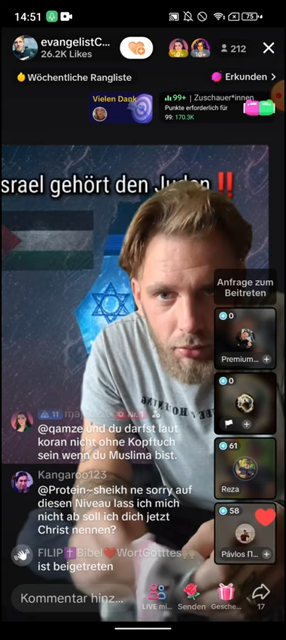 14:51
75
evangelistC...
26.2K Likes
212
Wöchentliche Rangliste
Erkunden
Vielen Dank
99+ | Zuschauer*innen
Punkte erforderlich für
99: 170.3K
srael gehört den Juden‼️
Anfrage zum
Beitreten
0
Premium...
0
61
Reza
58
Pávlos Π...
11
@qamze und du darfst laut
koran nicht ohne Kopftuch
sein wenn du Muslima bist.
Kangaroo123
@Protein~sheikh ne sorry auf
diesen Niveau lass ich mich
nicht ab soll ich dich jetzt
Christ nennen?
FILIP✝️Bibel❤️WortGotttes
ist beigetreten
Kommentar hinz...
LIVE mi...
Senden
Gesche...
17